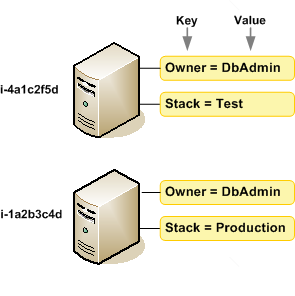 Key Value
Owner = DbAdmin
i-4a1c2f5d
Stack = Test
Owner = DbAdmin
i-1a2b3c4d
Stack = Production